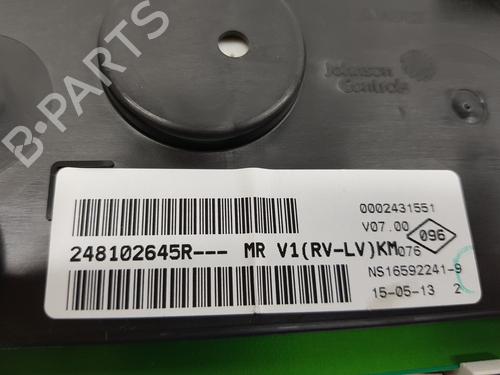 B-PARTS
Johnson
Controls
0002431551
V07.00
096
248102645R--- MR V1(RV-LV)KM
076
NS16592241-9
15-05-13 2